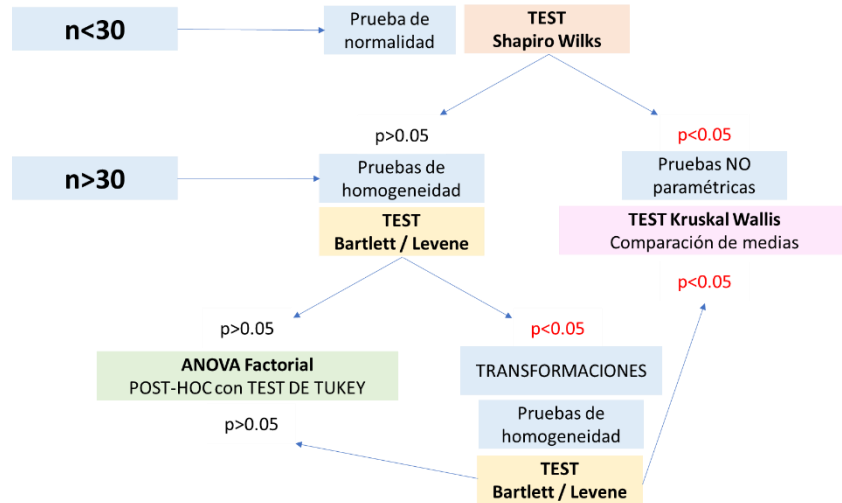 n<30
Prueba de
normalidad
TEST
Shapiro Wilks
p>0.05
p<0.05
n>30
Pruebas de
homogeneidad
TEST
Bartlett / Levene
Pruebas NO
paramétricas
TEST Kruskal Wallis
Comparación de medias
p<0.05
p>0.05
p<0.05
ANOVA Factorial
POST-HOC con TEST DE TUKEY
p>0.05
TRANSFORMACIONES
Pruebas de
homogeneidad
TEST
Bartlett / Levene